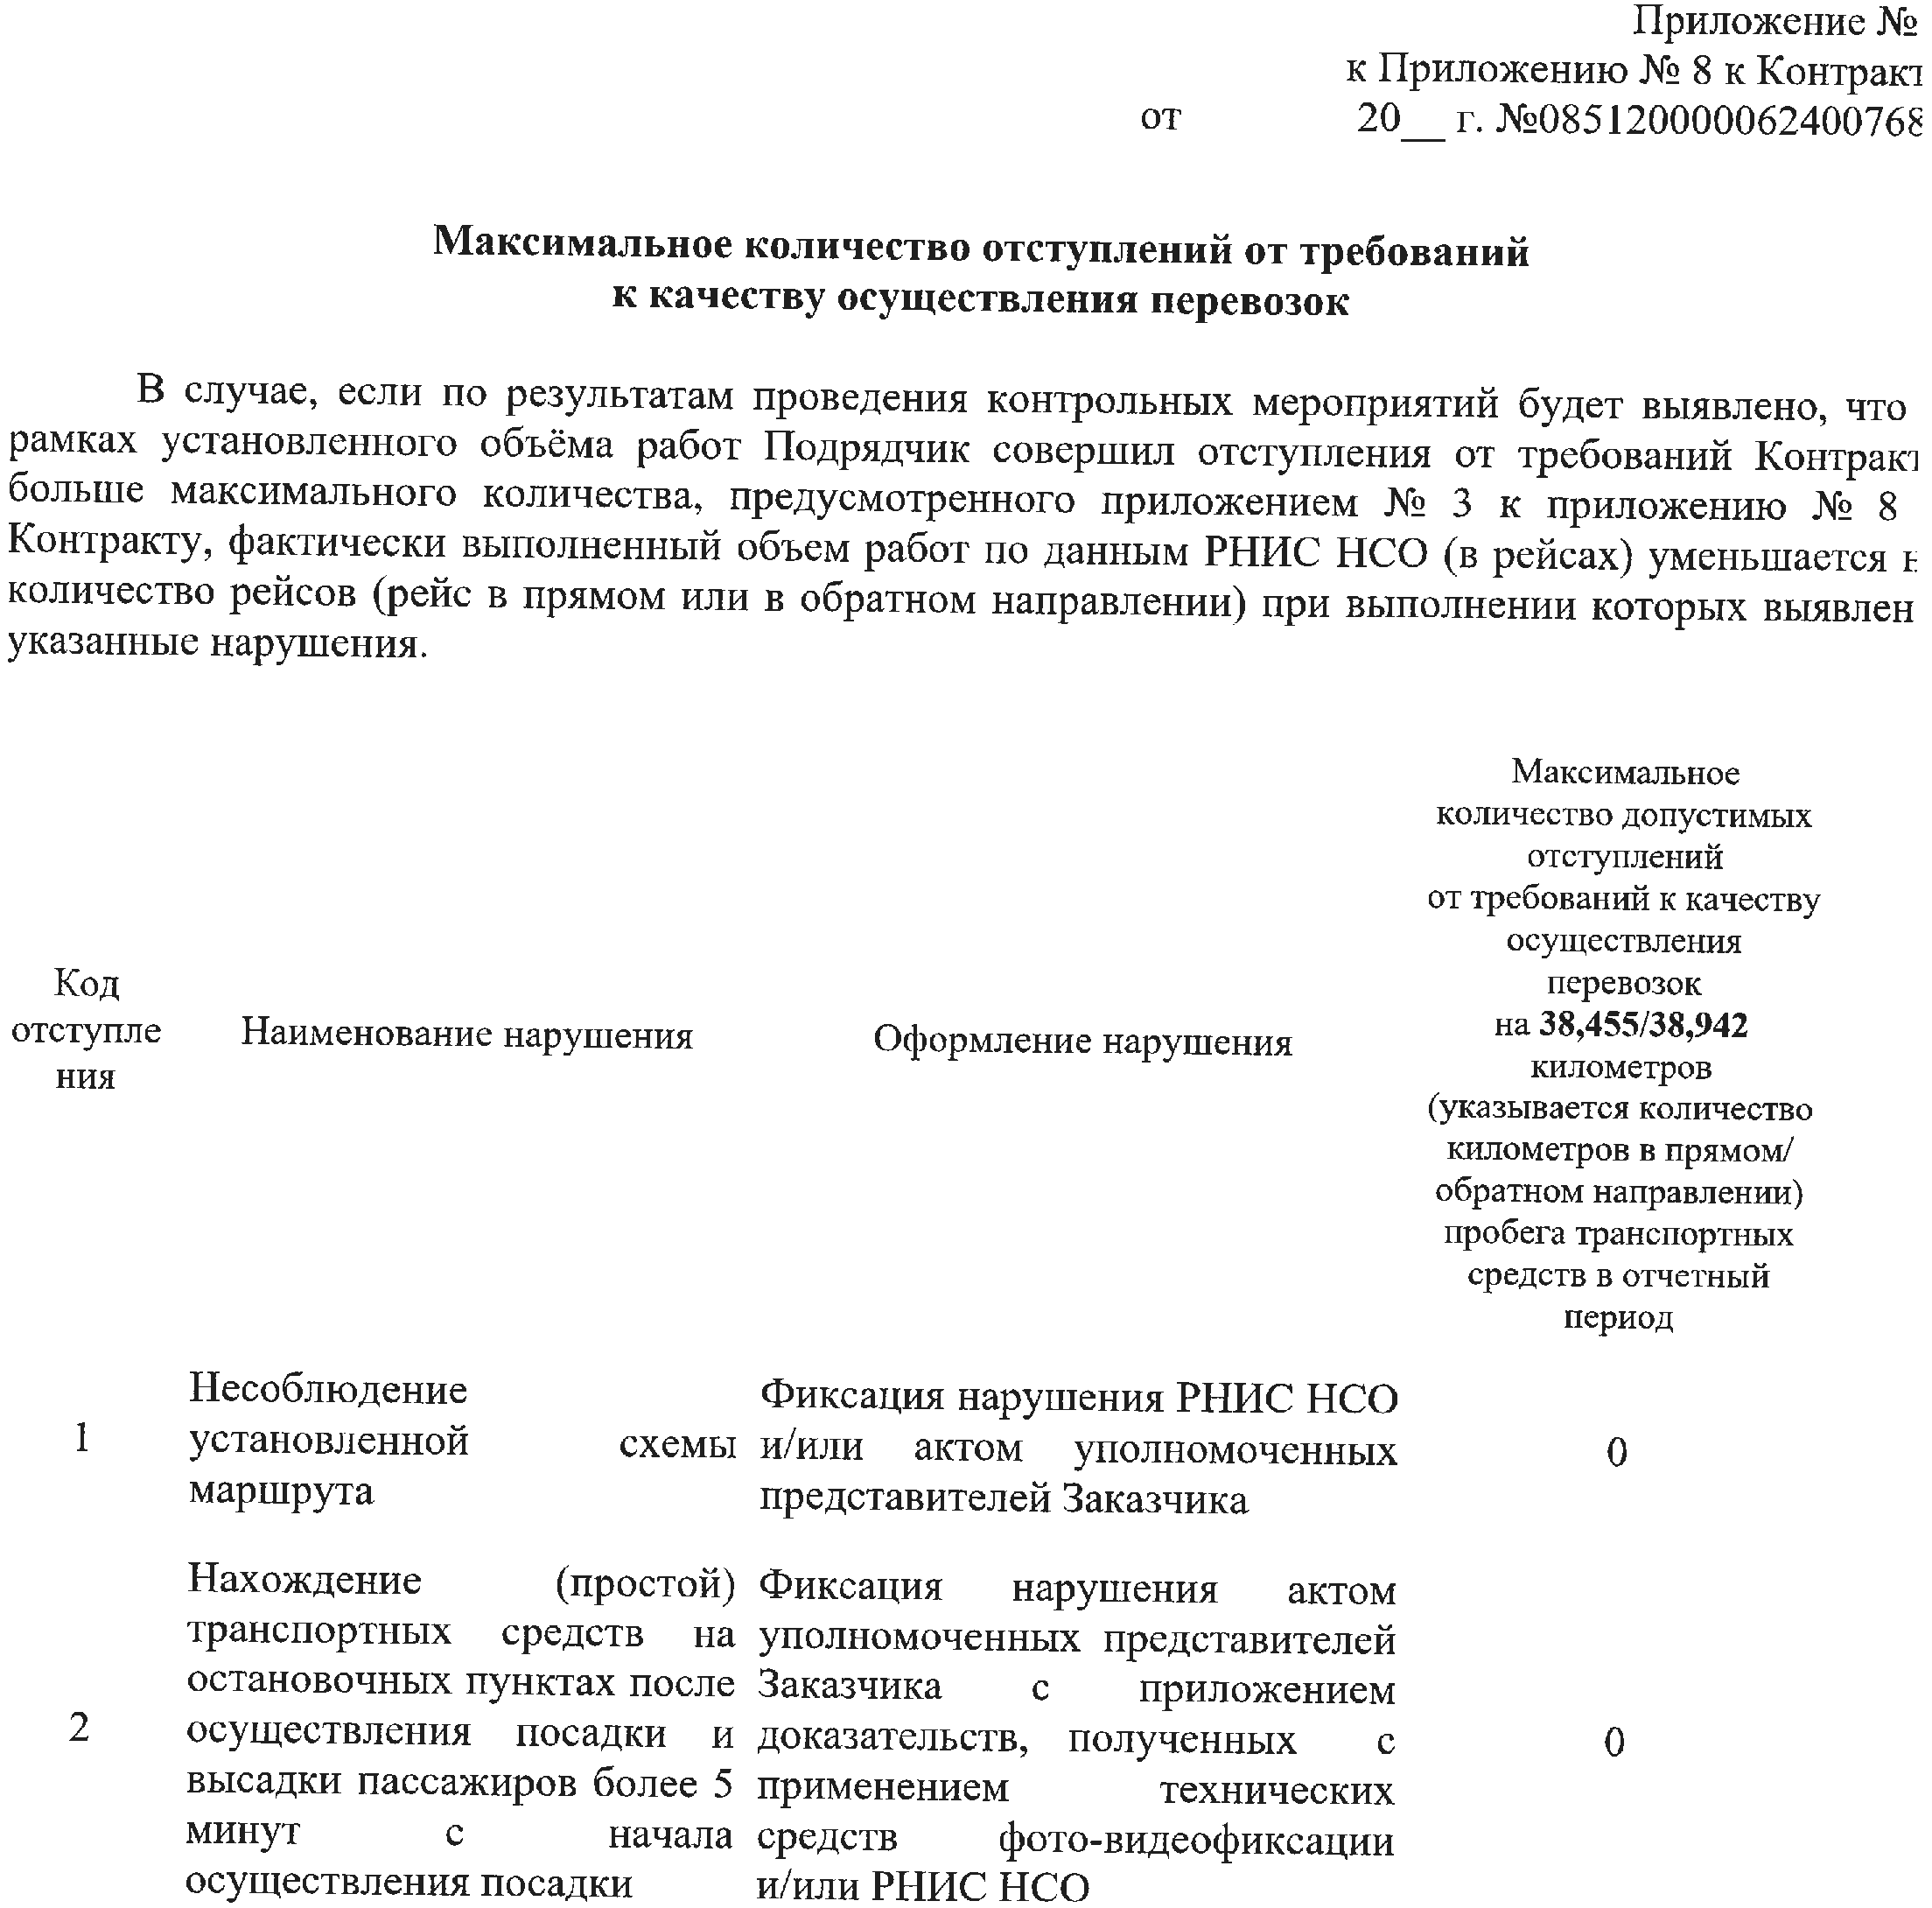 Приложение №
к Приложению № 8 к Контракт
от 20__ г. №0851200000062400768
Максимальное количество отступлений от требований
к качеству осуществления перевозок
В случае, если по результатам проведения контрольных мероприятий будет выявлено, что
рамках установленного объёма работ Подрядчик совершил отступления от требований Контракт
больше максимального количества, предусмотренного приложением № 3 к приложению № 8
Контракту, фактически выполненный объем работ по данным РНИС НСО (в рейсах) уменьшается н
количество рейсов (рейс в прямом или в обратном направлении) при выполнении которых выявлен
указанные нарушения.
Код
отступле
ния
Наименование нарушения
Оформление нарушения
Максимальное
количество допустимых
отступлений
от требований к качеству
осуществления
перевозок
на 38,455/38,942
километров
(указывается количество
километров в прямом/
обратном направлении)
пробега транспортных
средств в отчетный
период
1
Несоблюдение
установленной схемы
маршрута
Фиксация нарушения РНИС НСО
и/или актом уполномоченных
представителей Заказчика
0
2
Нахождение (простой)
транспортных средств на
остановочных пунктах после
осуществления посадки и
высадки пассажиров более 5
минут с начала
осуществления посадки
Фиксация нарушения актом
уполномоченных представителей
Заказчика с приложением
доказательств, полученных с
применением технических
средств фото-видеофиксации
и/или РНИС НСО
0